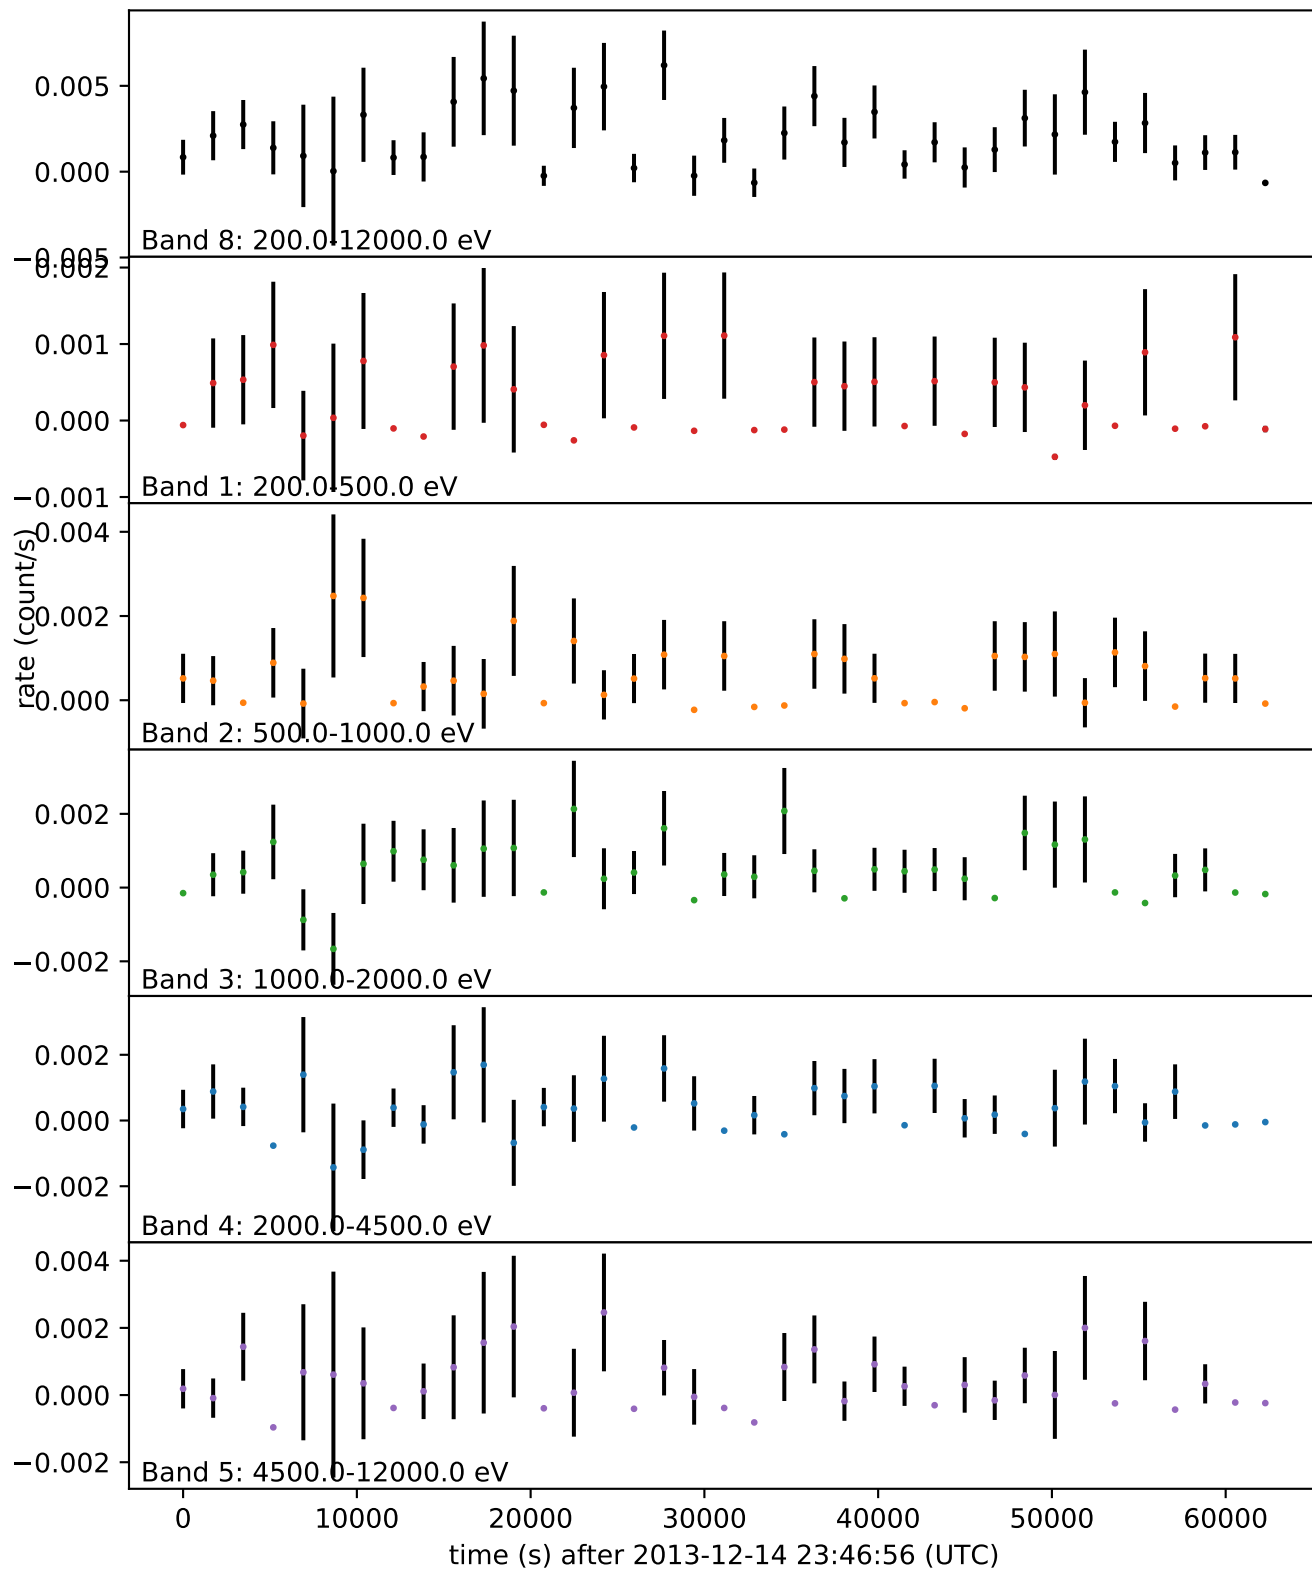 0.005
0.000
−0.005
Band 8: 200.0-12000.0 eV
0.002
0.001
0.000
−0.001
Band 1: 200.0-500.0 eV
rate (count/s)
0.004
0.002
0.000
Band 2: 500.0-1000.0 eV
0.002
0.000
−0.002
Band 3: 1000.0-2000.0 eV
0.002
0.000
−0.002
Band 4: 2000.0-4500.0 eV
0.004
0.002
0.000
−0.002
Band 5: 4500.0-12000.0 eV
0 10000 20000 30000 40000 50000 60000
time (s) after 2013-12-14 23:46:56 (UTC)